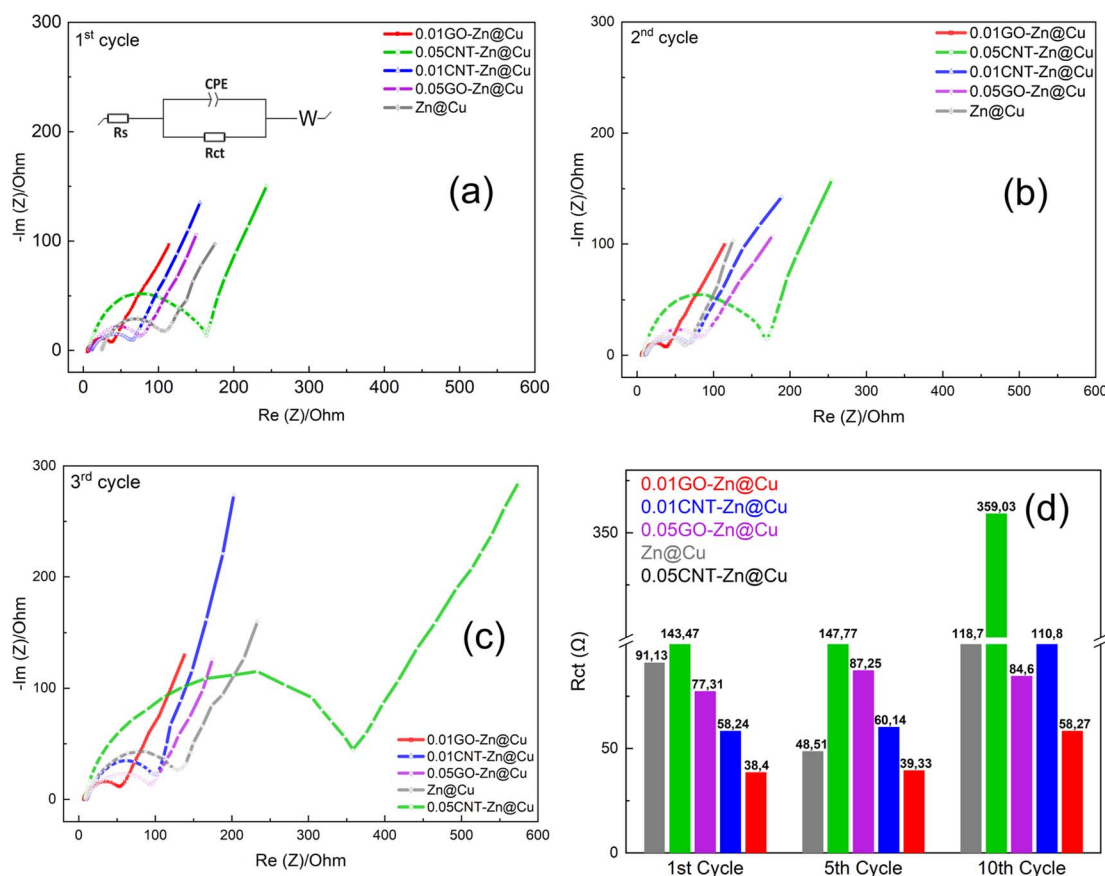 1st cycle
0.01GO-Zn@Cu
0.05CNT-Zn@Cu
0.01CNT-Zn@Cu
0.05GO-Zn@Cu
Zn@Cu
CPE
Rs
W
Rct
(a)
300
200
100
0
-Im (Z)/Ohm
0 100 200 300 400 500 600
Re (Z)/Ohm
2nd cycle
0.01GO-Zn@Cu
0.05CNT-Zn@Cu
0.01CNT-Zn@Cu
0.05GO-Zn@Cu
Zn@Cu
(b)
300
200
100
0
-Im (Z)/Ohm
0 100 200 300 400 500 600
Re (Z)/Ohm
3rd cycle
(c)
0.01GO-Zn@Cu
0.01CNT-Zn@Cu
0.05GO-Zn@Cu
Zn@Cu
0.05CNT-Zn@Cu
300
200
100
0
-Im (Z)/Ohm
0 100 200 300 400 500 600
Re (Z)/Ohm
0.01GO-Zn@Cu
0.01CNT-Zn@Cu
0.05GO-Zn@Cu
Zn@Cu
0.05CNT-Zn@Cu
(d)
350
50
Rct (Ω)
91,13 143,47 77,31 58,24 38,4
48,51 147,77 87,25 60,14 39,33
118,7 359,03 84,6 110,8 58,27
1st Cycle 5th Cycle 10th Cycle